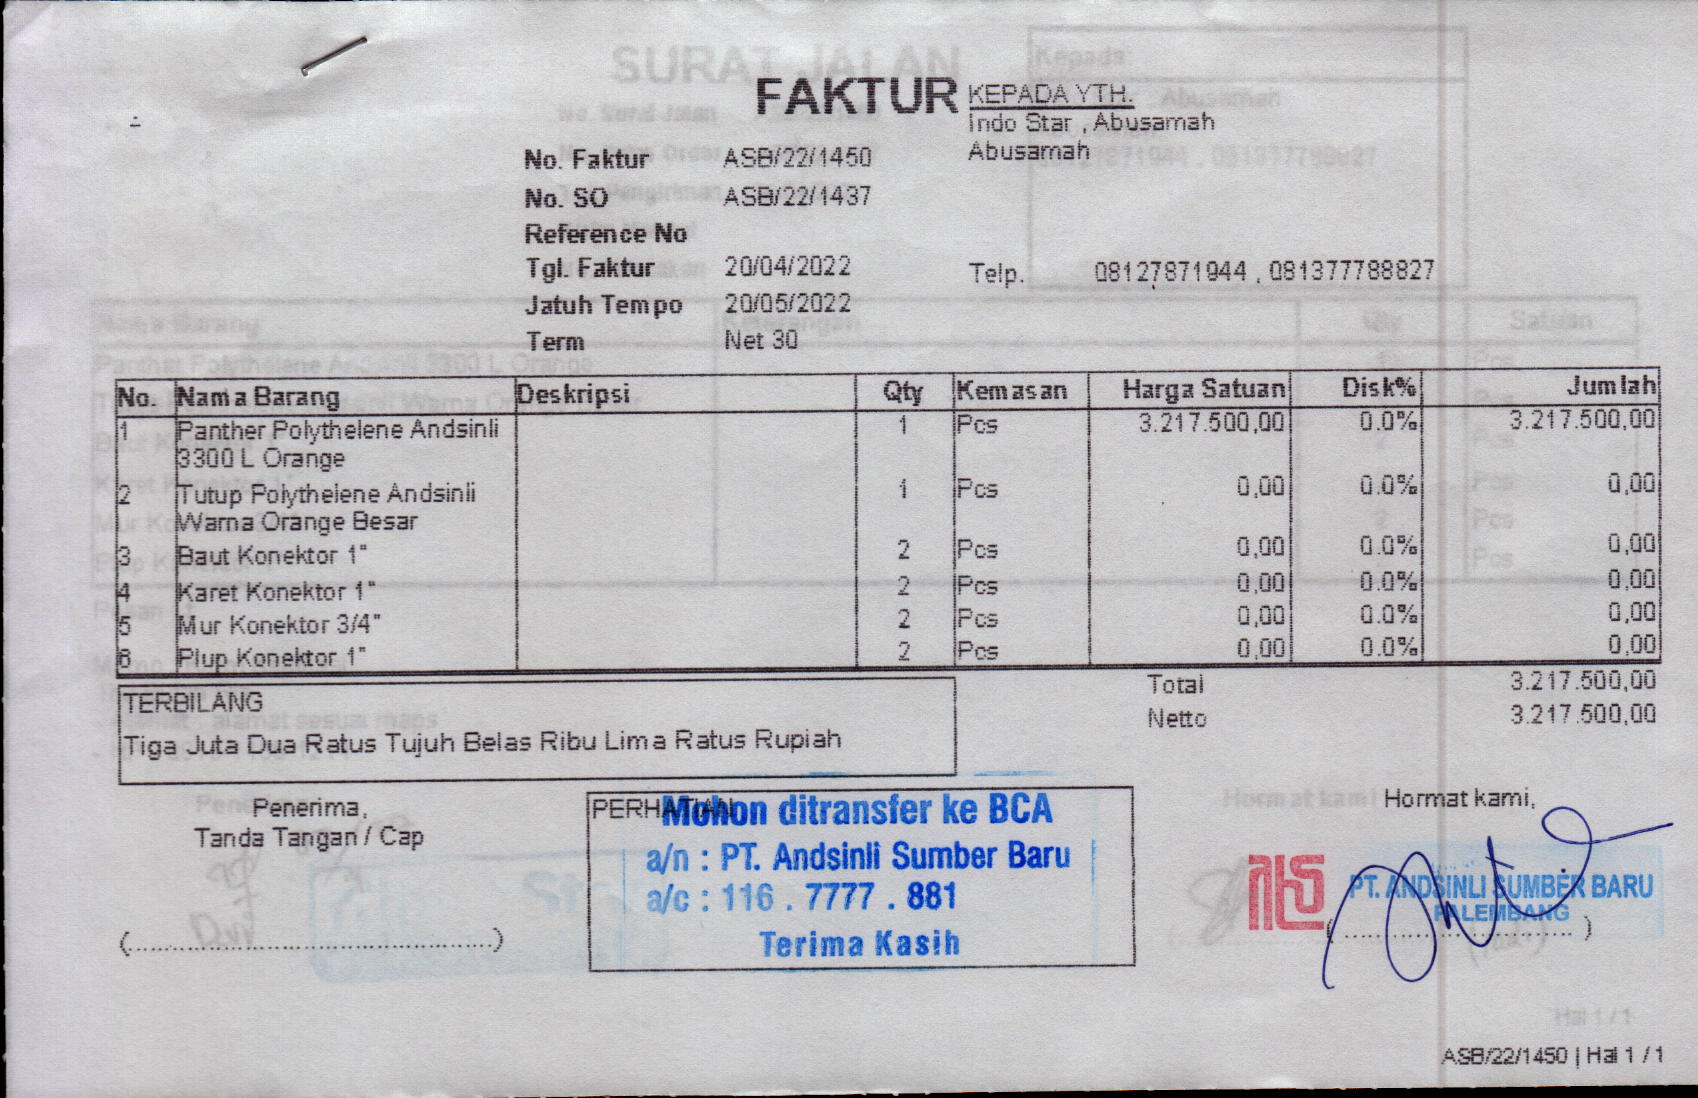 FAKTUR
KEPADA YTH.
Indo Star , Abusamah
Abusamah
No. Faktur ASB/22/1450
No. SO ASB/22/1437
Reference No
Tgl. Faktur 20/04/2022
Telp. 08127871944 , 081377788827
Jatuh Tempo 20/05/2022
Term Net 30
No. Nama Barang Deskripsi Qty Kemasan Harga Satuan Disk% Jumlah
1 Panther Polythelene Andsinli 1 Pcs 3.217.500,00 0.0% 3.217.500,00
3300 L Orange
2 Tutup Polythelene Andsinli 1 Pcs 0,00 0.0% 0,00
Warna Orange Besar
3 Baut Konektor 1" 2 Pcs 0,00 0.0% 0,00
4 Karet Konektor 1" 2 Pcs 0,00 0.0% 0,00
5 Mur Konektor 3/4" 2 Pcs 0,00 0.0% 0,00
6 Plup Konektor 1" 2 Pcs 0,00 0.0% 0,00
Total 3.217.500,00
Netto 3.217.500,00
TERBILANG
Tiga Juta Dua Ratus Tujuh Belas Ribu Lima Ratus Rupiah
Penerima,
Tanda Tangan / Cap
(...)
PERHATIAN
Mohon ditransfer ke BCA
a/n : PT. Andsinli Sumber Baru
a/c : 116 . 7777 . 881
Terima Kasih
Hormat kami,
PT. ANDSINLI SUMBER BARU
PALEMBANG
(...)
ASB/22/1450 | Hal 1 / 1